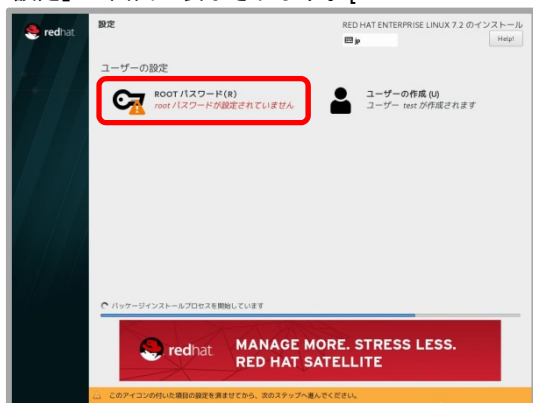 redhat
設定
RED HAT ENTERPRISE LINUX 7.2 のインストール
jp
Help!
ユーザーの設定
ROOT パスワード(R)
root パスワードが設定されていません
ユーザーの作成 (U)
ユーザー test が作成されます
パッケージインストールプロセスを開始しています
redhat.
MANAGE MORE. STRESS LESS.
RED HAT SATELLITE
このアイコンの付いた項目の設定を済ませてから、次のステップへ進んでください。